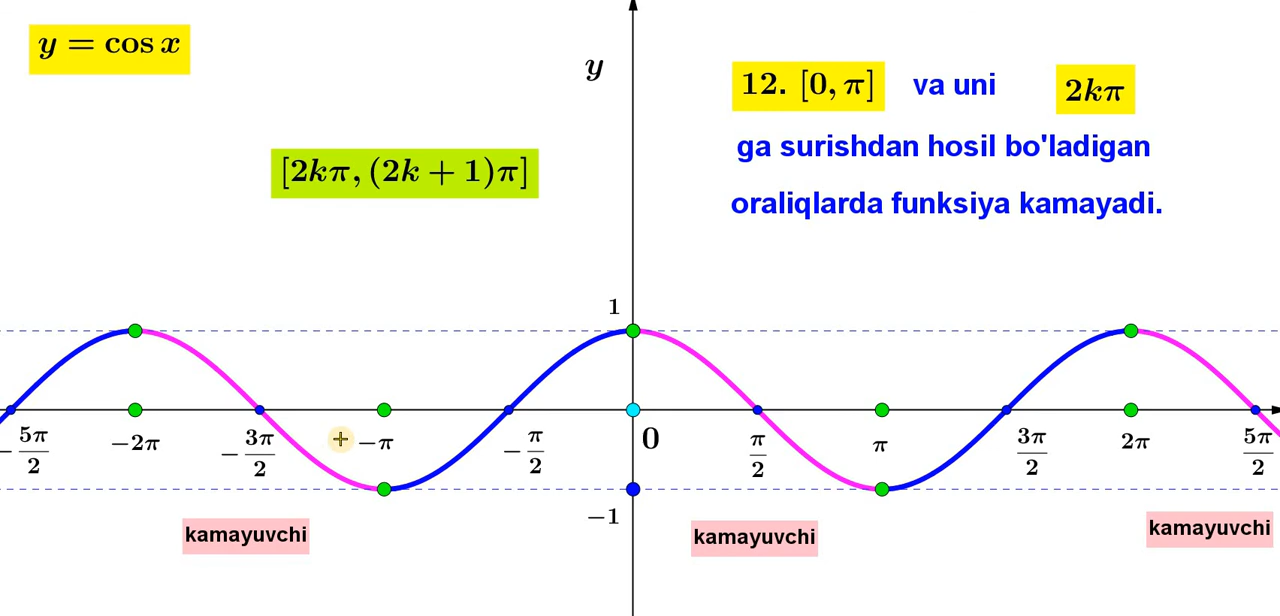 y = cos x
y
12. [0, π] va uni 2kπ
ga surishdan hosil bo'ladigan
[2kπ, (2k + 1)π]
oraliqlarda funksiya kamayadi.
1
−5π/2 −2π −3π/2 −π −π/2 0 π/2 π 3π/2 2π 5π/2
−1
kamayuvchi kamayuvchi kamayuvchi